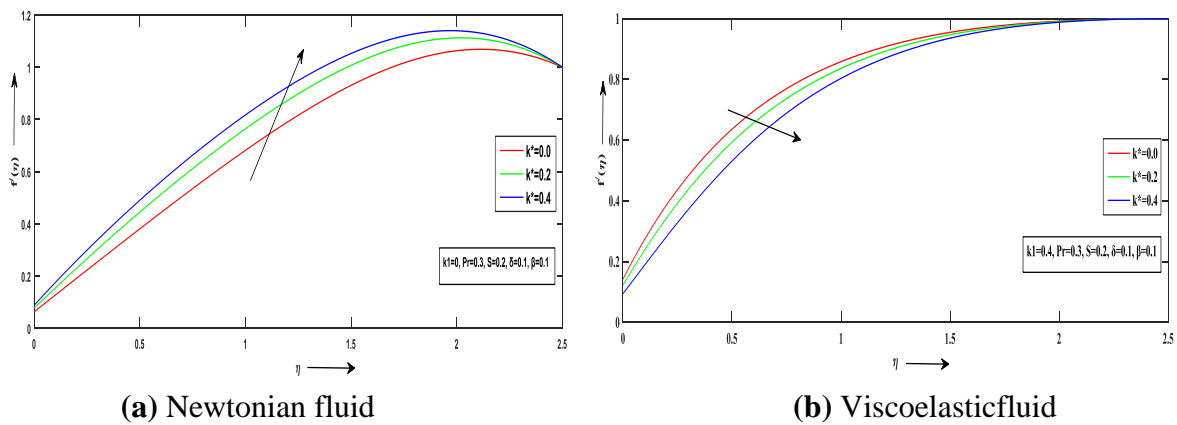 1.2
1
0.8
0.6
0.4
0.2
0
f'(η)
k*=0.0
k*=0.2
k*=0.4
k1=0, Pr=0.3, S=0.2, δ=0.1, β=0.1
0 0.5 1 1.5 2 2.5
η
(a) Newtonian fluid
1
0.8
0.6
0.4
0.2
0
f'(η)
k*=0.0
k*=0.2
k*=0.4
k1=0.4, Pr=0.3, S=0.2, δ=0.1, β=0.1
0 0.5 1 1.5 2 2.5
η
(b) Viscoelasticfluid